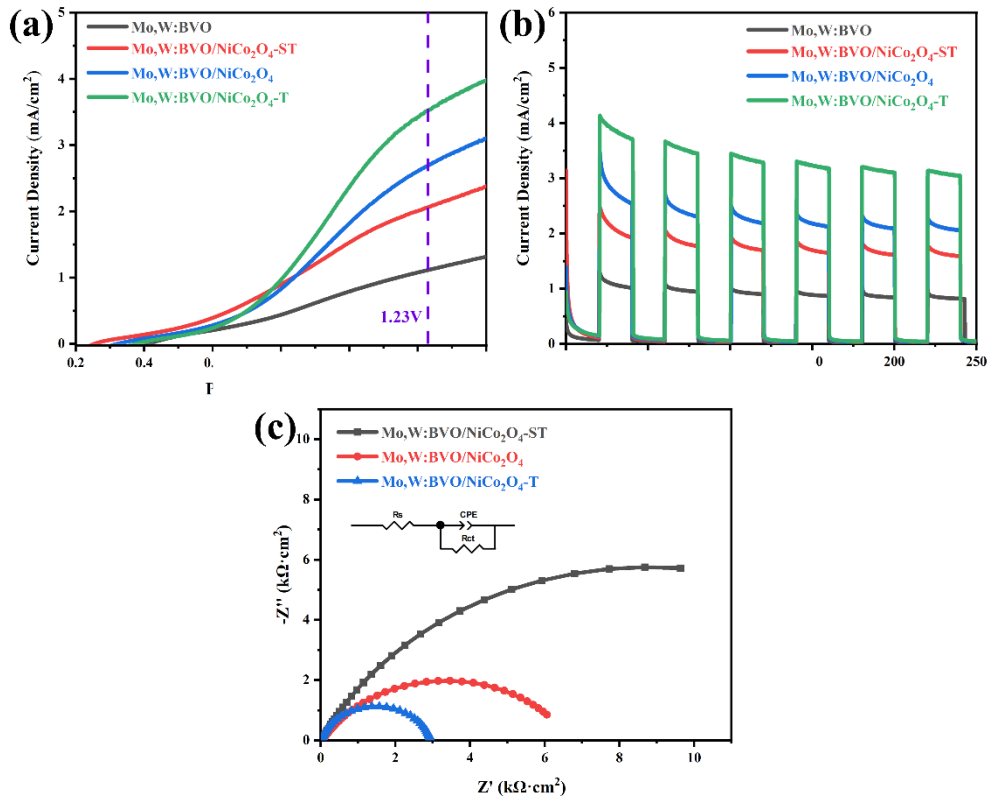 (a)
Mo,W:BVO
Mo,W:BVO/NiCo₂O₄-ST
Mo,W:BVO/NiCo₂O₄
Mo,W:BVO/NiCo₂O₄-T
Current Density (mA/cm²)
5
4
3
2
1
0
1.23V
0.2
0.4
(b)
Mo,W:BVO
Mo,W:BVO/NiCo₂O₄-ST
Mo,W:BVO/NiCo₂O₄
Mo,W:BVO/NiCo₂O₄-T
Current Density (mA/cm²)
6
5
4
3
2
1
0
0
200
250
(c)
Mo,W:BVO/NiCo₂O₄-ST
Mo,W:BVO/NiCo₂O₄
Mo,W:BVO/NiCo₂O₄-T
Rs
CPE
Rct
-Z'' (kΩ·cm²)
10
8
6
4
2
0
0
2
4
6
8
10
Z' (kΩ·cm²)